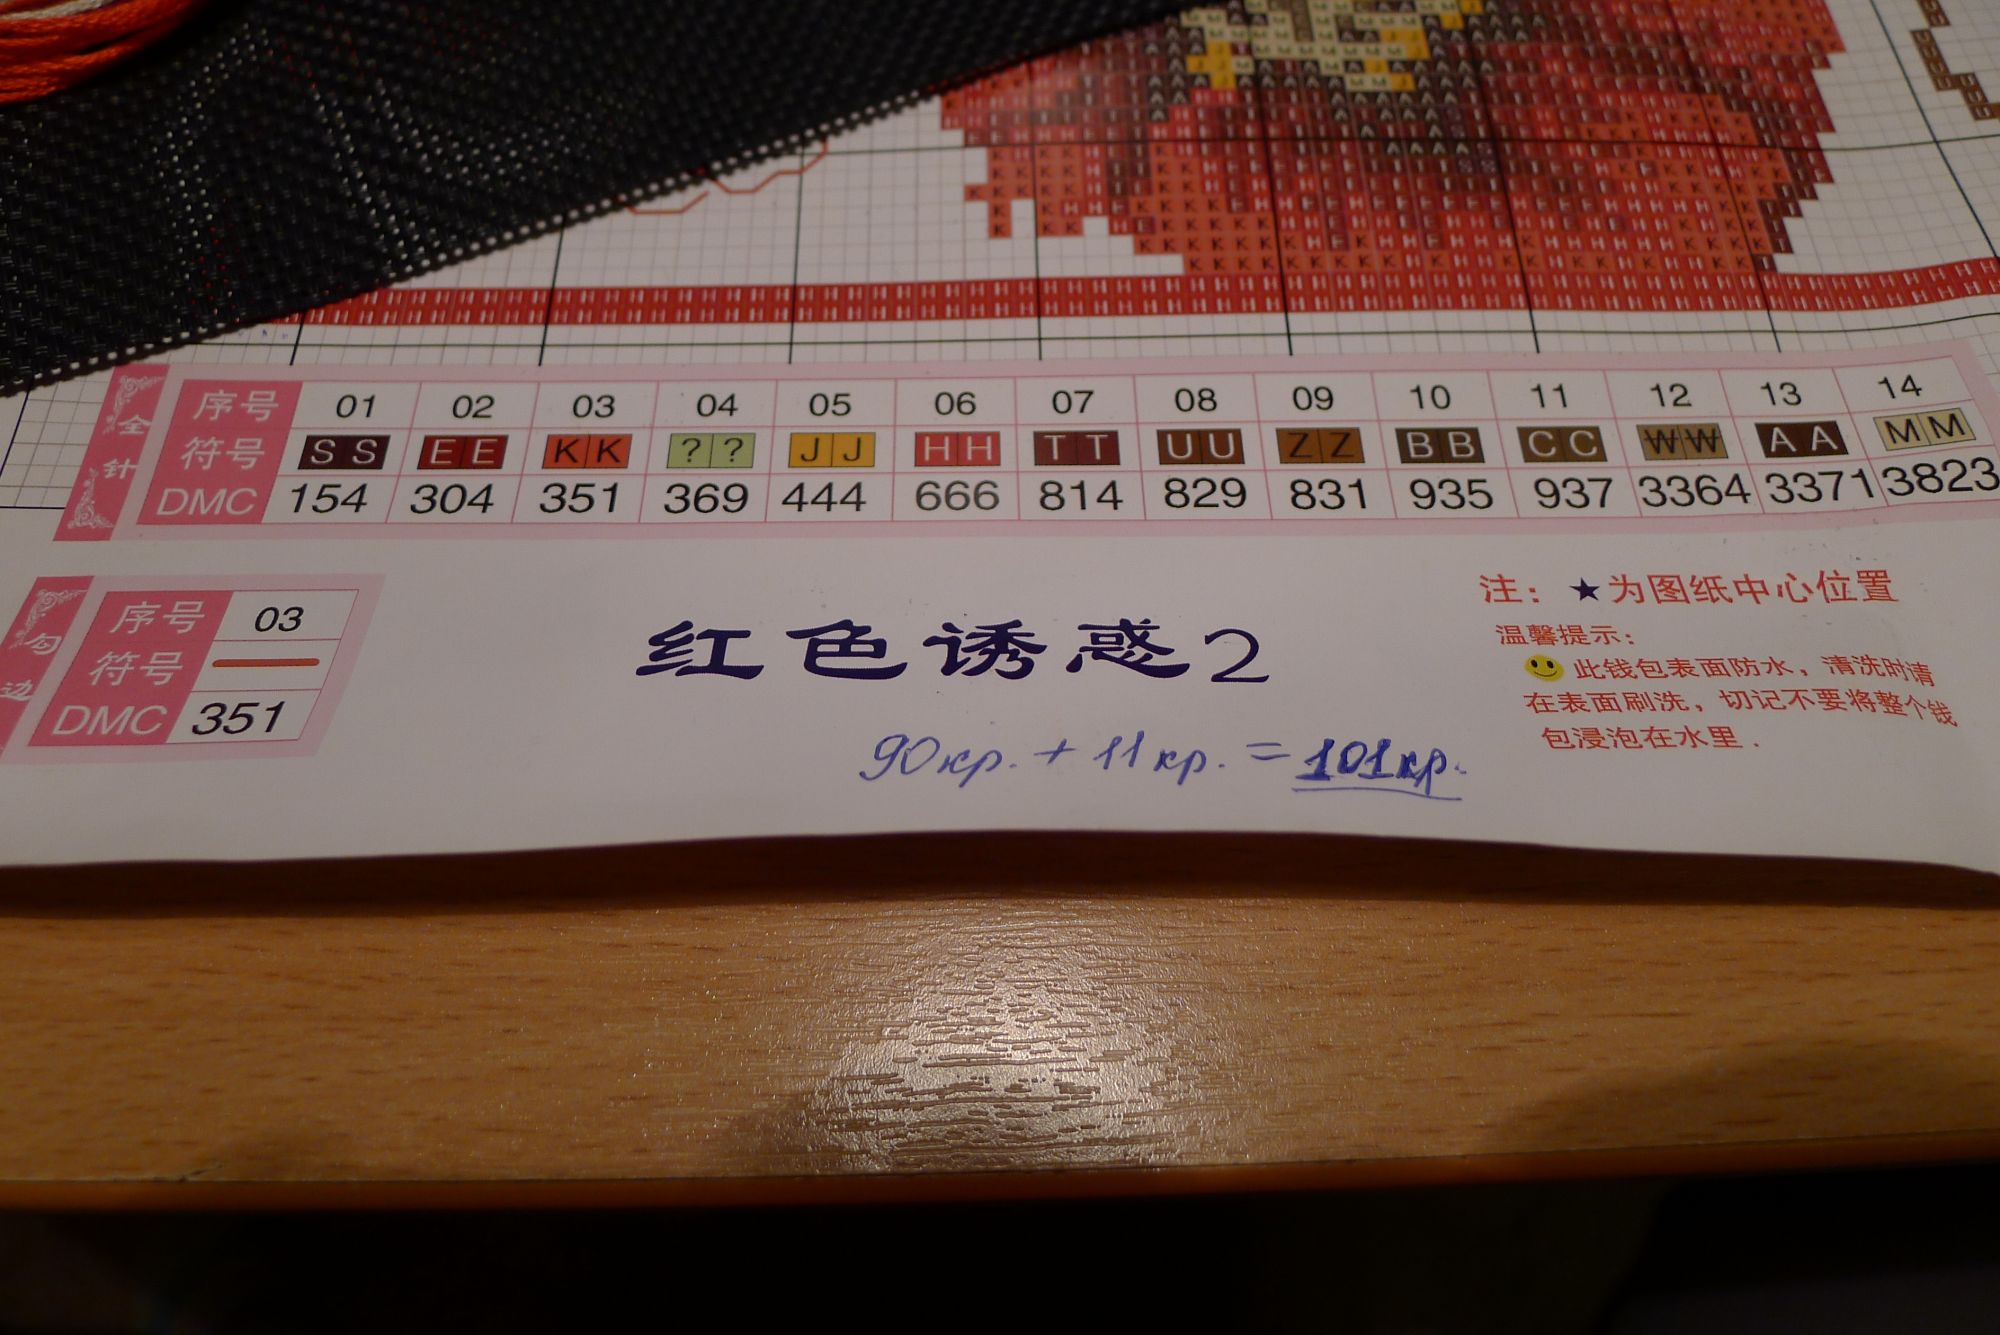 全针
序号 01 02 03 04 05 06 07 08 09 10 11 12 13 14
符号 SS EE KK ?? JJ HH TT UU ZZ BB CC WW AA MM
DMC 154 304 351 369 444 666 814 829 831 935 937 3364 3371 3823
勾边
序号 03
符号
DMC 351
红色诱惑2
90кр. + 11кр. = 101кр.
注: ★为图纸中心位置
温馨提示:
此钱包表面防水，清洗时请
在表面刷洗，切记不要将整个钱
包浸泡在水里.